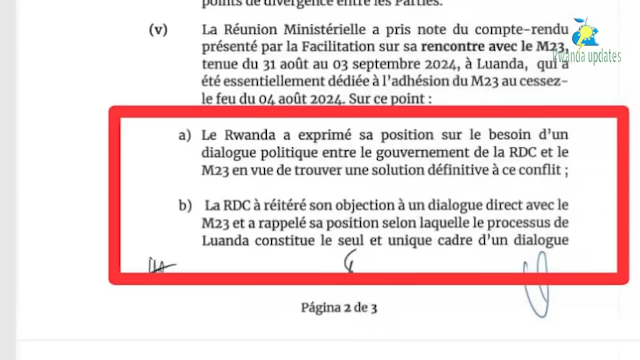 points de divergence entre les Parties.
(v) La Réunion Ministérielle a pris note du compte-rendu
présenté par la Facilitation sur sa rencontre avec le M23,
tenue du 31 août au 03 septembre 2024, à Luanda, qui a
été essentiellement dédiée à l'adhésion du M23 au cessez-
le feu du 04 août 2024. Sur ce point :
a) Le Rwanda a exprimé sa position sur le besoin d'un
dialogue politique entre le gouvernement de la RDC et le
M23 en vue de trouver une solution définitive à ce conflit ;
b) La RDC à réitéré son objection à un dialogue direct avec le
M23 et a rappelé sa position selon laquelle le processus de
Luanda constitue le seul et unique cadre d'un dialogue
Página 2 de 3
Rwanda updates